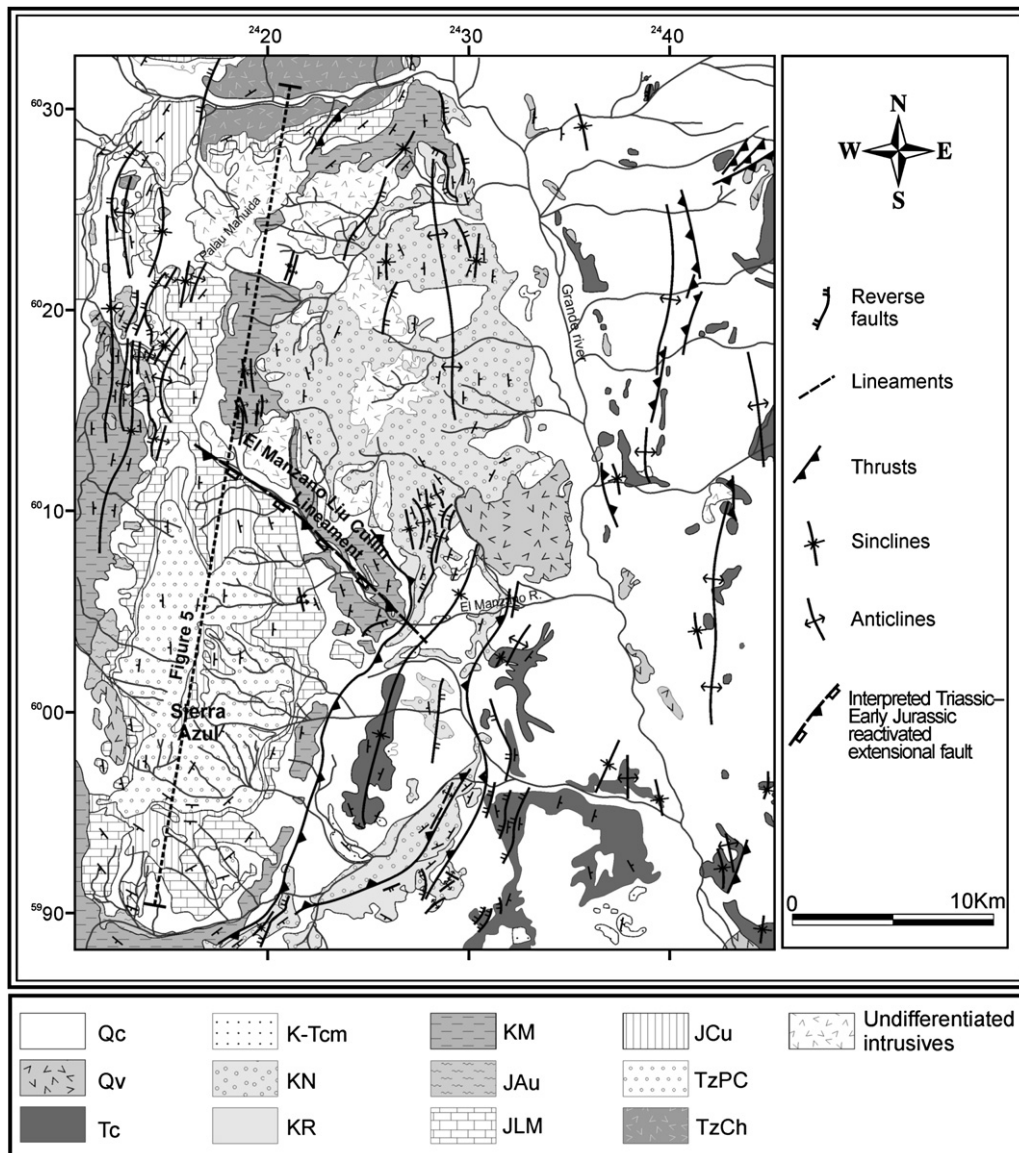 ²⁴20 ²⁴30 ²⁴40
⁶⁰30
⁶⁰20
⁶⁰10
⁶⁰00
⁵⁹90
Palau Mahuida
Grande river
El Manzano Liu Cullin
Lineament
El Manzano R.
Figure 5
Sierra
Azul
N
W E
S
Reverse
faults
Lineaments
Thrusts
Sinclines
Anticlines
Interpreted Triassic–
Early Jurassic
reactivated
extensional fault
0 10Km
Qc K-Tcm KM JCu Undifferentiated
intrusives
Qv KN JAu TzPC
Tc KR JLM TzCh